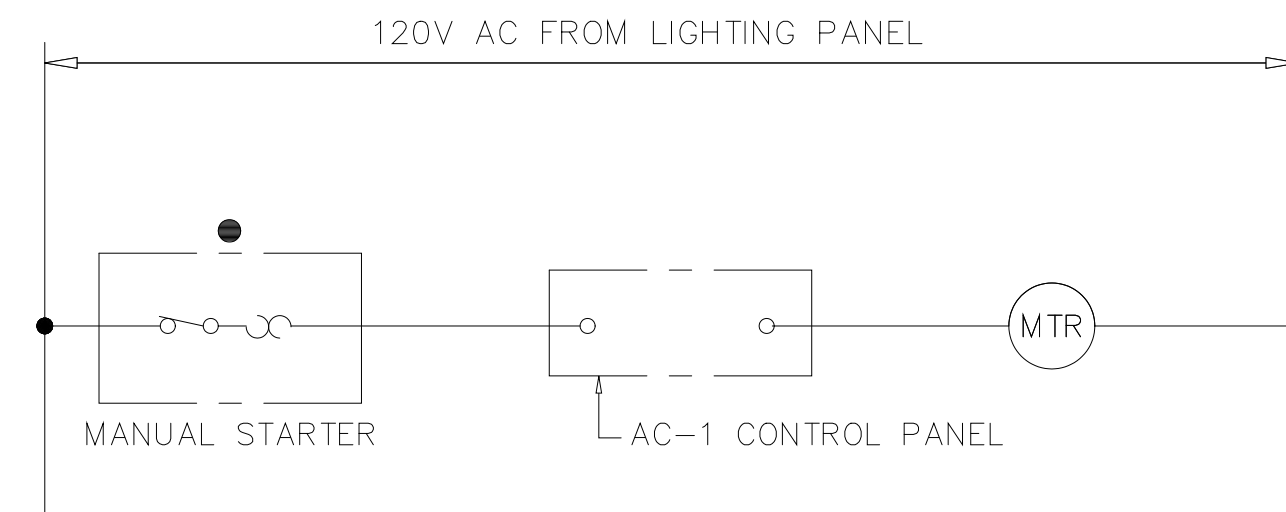 120V AC FROM LIGHTING PANEL
MTR
MANUAL STARTER
AC-1 CONTROL PANEL